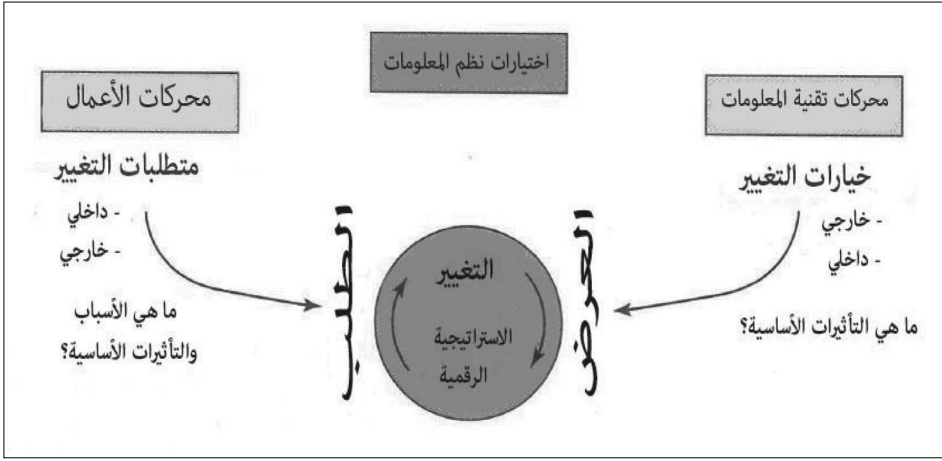 اختيارات نظم المعلومات
محركات تقنية المعلومات
خيارات التغيير
- خارجي
- داخلي
ما هي التأثيرات الأساسية؟
العرض
التغيير
الاستراتيجية
الرقمية
الطلب
محركات الأعمال
متطلبات التغيير
- داخلي
- خارجي
ما هي الأسباب
والتأثيرات الأساسية؟